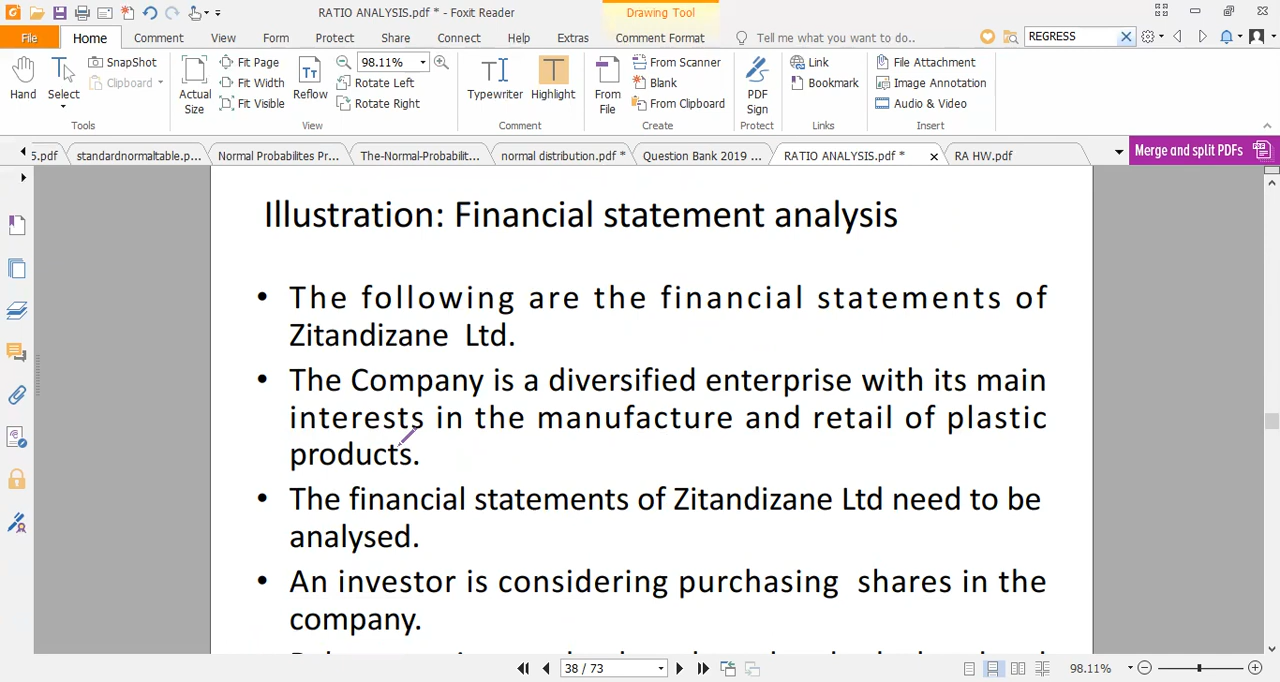 RATIO ANALYSIS.pdf * - Foxit Reader
Drawing Tool
File Home Comment View Form Protect Share Connect Help Extras Comment Format Tell me what you want to do.. REGRESS
Hand
Select
SnapShot
Clipboard
Tools
Actual Size
Fit Page
Fit Width
Fit Visible
Reflow
98.11%
Rotate Left
Rotate Right
View
Typewriter
Highlight
Comment
From File
From Scanner
Blank
From Clipboard
Create
PDF Sign
Protect
Link
Bookmark
Links
File Attachment
Image Annotation
Audio & Video
Insert
5.pdf standardnormaltable.p... Normal Probabilites Pr... The-Normal-Probabilit... normal distribution.pdf * Question Bank 2019 ... RATIO ANALYSIS.pdf * RA HW.pdf Merge and split PDFs
Illustration: Financial statement analysis
• The following are the financial statements of
Zitandizane Ltd.
• The Company is a diversified enterprise with its main
interests in the manufacture and retail of plastic
products.
• The financial statements of Zitandizane Ltd need to be
analysed.
• An investor is considering purchasing shares in the
company.
38 / 73
98.11%